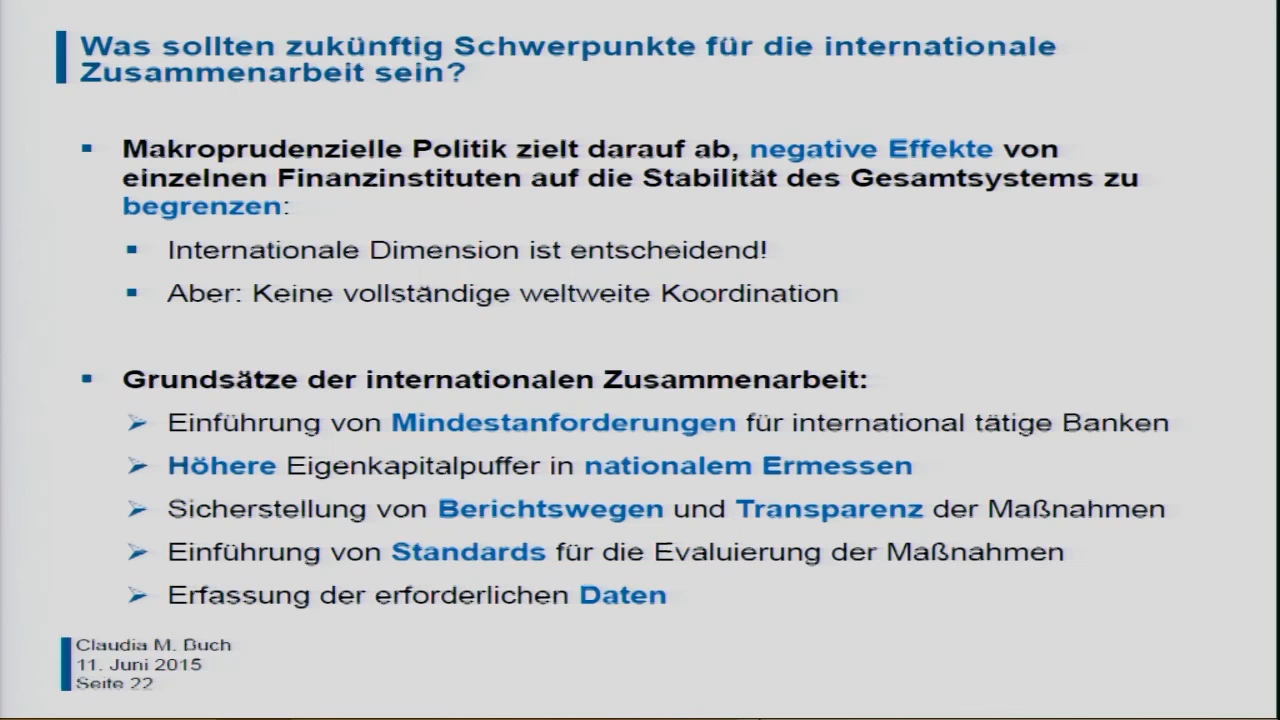 Was sollten zukünftig Schwerpunkte für die internationale
Zusammenarbeit sein?
Makroprudenzielle Politik zielt darauf ab, negative Effekte von
einzelnen Finanzinstituten auf die Stabilität des Gesamtsystems zu
begrenzen:
Internationale Dimension ist entscheidend!
Aber: Keine vollständige weltweite Koordination
Grundsätze der internationalen Zusammenarbeit:
Einführung von Mindestanforderungen für international tätige Banken
Höhere Eigenkapitalpuffer in nationalem Ermessen
Sicherstellung von Berichtswegen und Transparenz der Maßnahmen
Einführung von Standards für die Evaluierung der Maßnahmen
Erfassung der erforderlichen Daten
Claudia M. Buch
11. Juni 2015
Seite 22